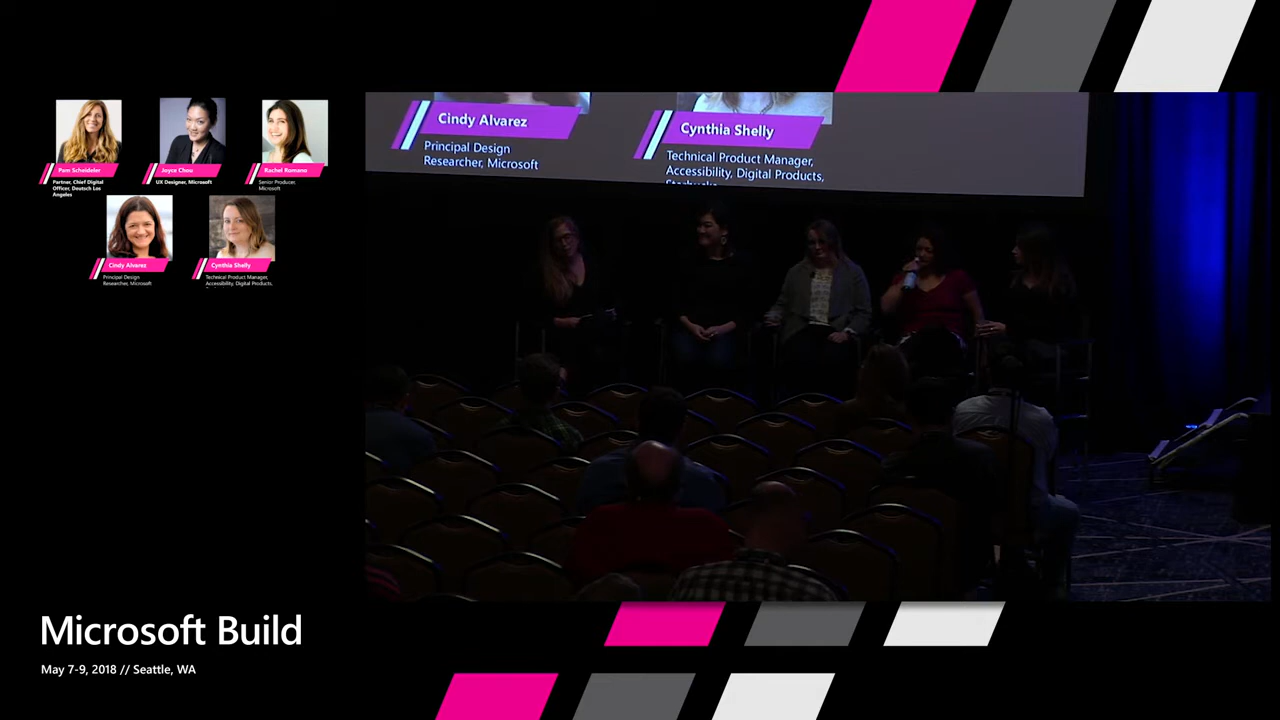 Pam Scheideler
Partner, Chief Digital
Officer, Deutsch Los
Angeles
Joyce Chou
UX Designer, Microsoft
Rachel Romano
Senior Producer,
Microsoft
Cindy Alvarez
Principal Design
Researcher, Microsoft
Cynthia Shelly
Technical Product Manager,
Accessibility, Digital Products,
Cindy Alvarez
Principal Design
Researcher, Microsoft
Cynthia Shelly
Technical Product Manager,
Accessibility, Digital Products,
Microsoft Build
May 7-9, 2018 // Seattle, WA